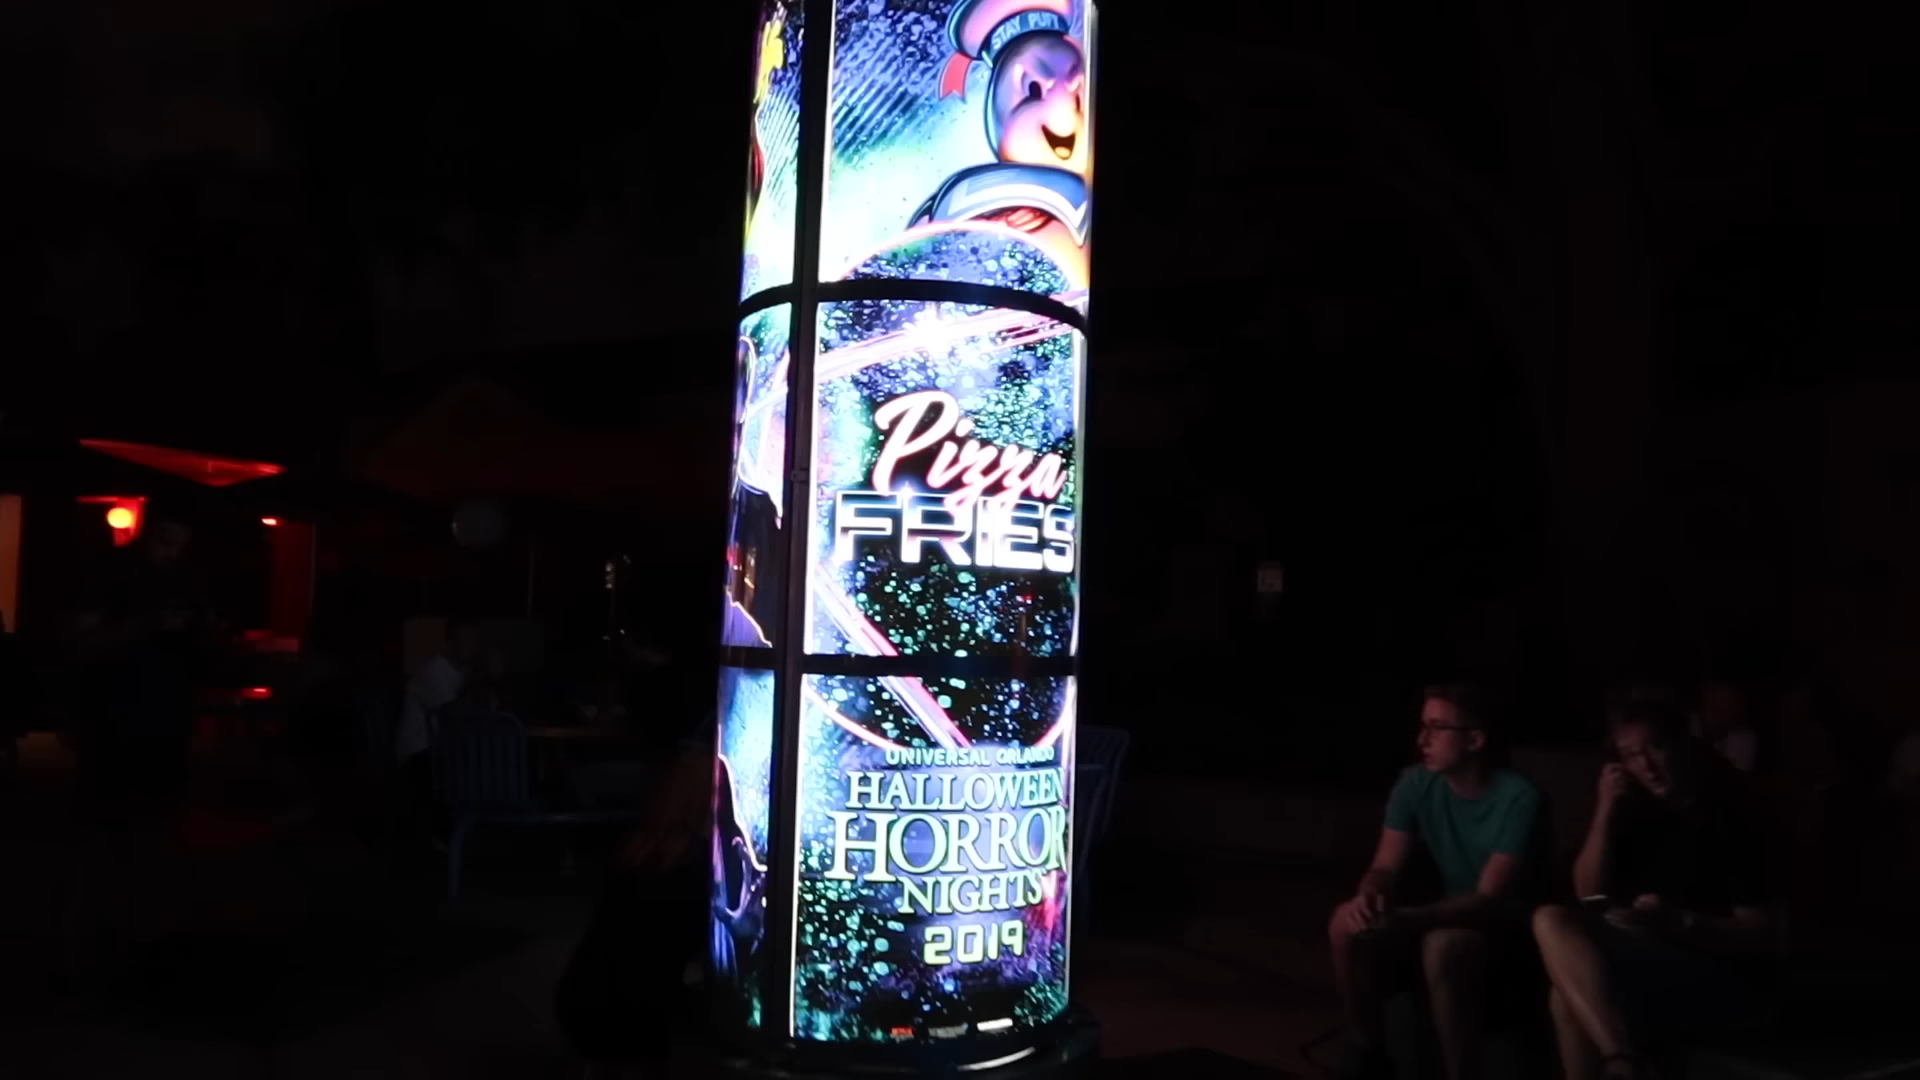 STAY PUFT
Pizza
FRIES
UNIVERSAL ORLANDO
HALLOWEEN
HORROR
NIGHTS
2019